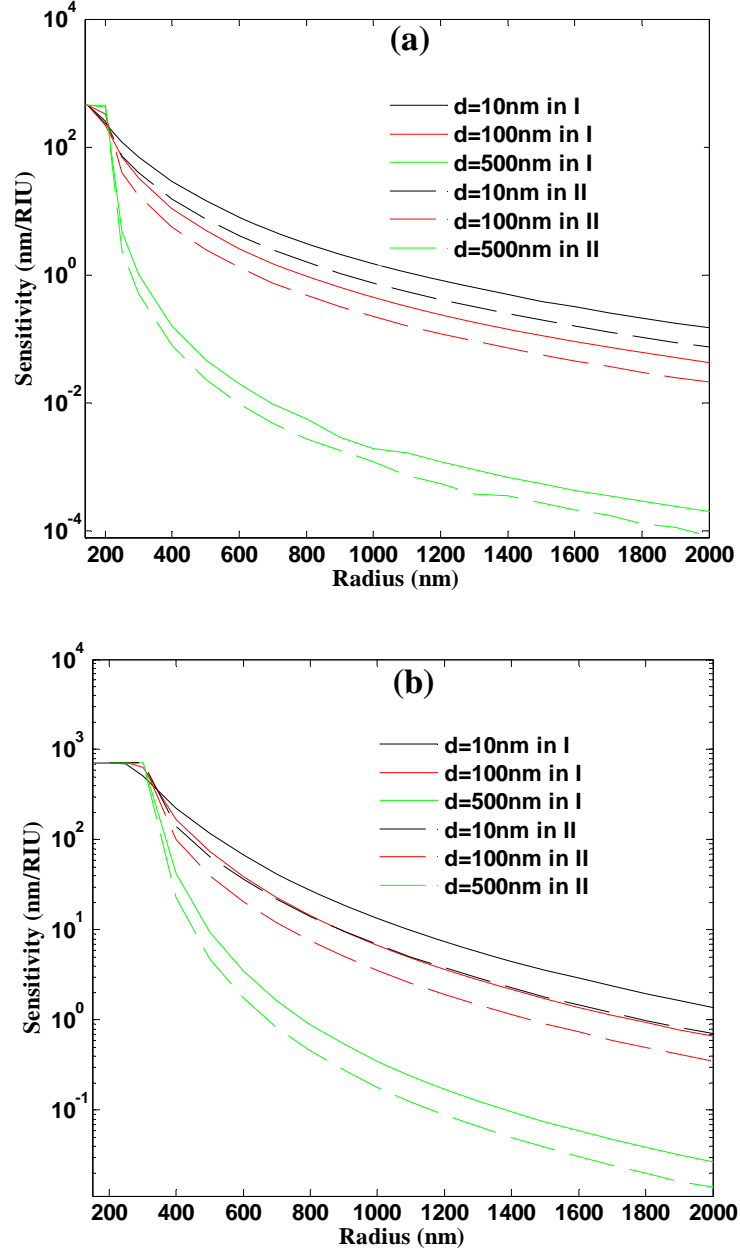 (a)
10^4
10^2
10^0
10^-2
10^-4
Sensitivity (nm/RIU)
d=10nm in I
d=100nm in I
d=500nm in I
d=10nm in II
d=100nm in II
d=500nm in II
200 400 600 800 1000 1200 1400 1600 1800 2000
Radius (nm)
(b)
10^4
10^3
10^2
10^1
10^0
10^-1
Sensitivity (nm/RIU)
d=10nm in I
d=100nm in I
d=500nm in I
d=10nm in II
d=100nm in II
d=500nm in II
200 400 600 800 1000 1200 1400 1600 1800 2000
Radius (nm)